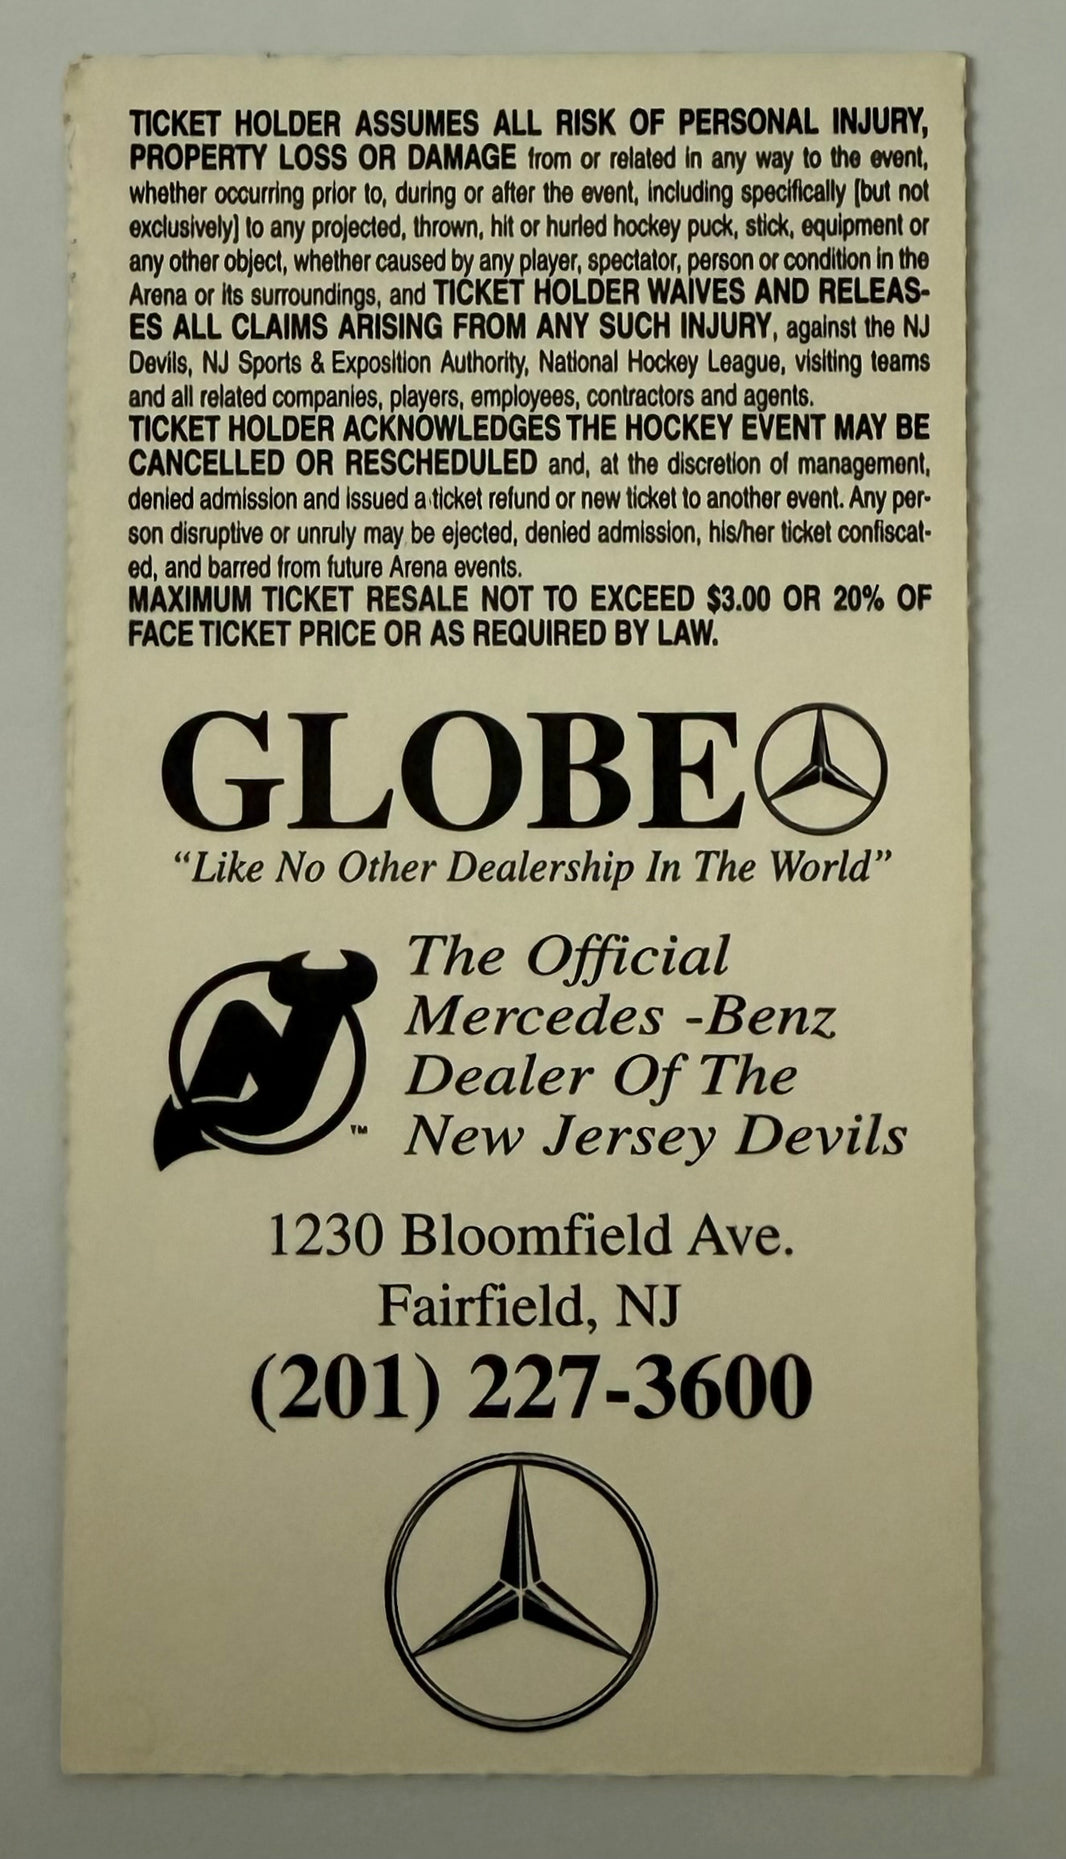 TICKET HOLDER ASSUMES ALL RISK OF PERSONAL INJURY,
PROPERTY LOSS OR DAMAGE from or related in any way to the event,
whether occurring prior to, during or after the event, including specifically [but not
exclusively] to any projected, thrown, hit or hurled hockey puck, stick, equipment or
any other object, whether caused by any player, spectator, person or condition in the
Arena or its surroundings, and TICKET HOLDER WAIVES AND RELEAS-
ES ALL CLAIMS ARISING FROM ANY SUCH INJURY, against the NJ
Devils, NJ Sports & Exposition Authority, National Hockey League, visiting teams
and all related companies, players, employees, contractors and agents.
TICKET HOLDER ACKNOWLEDGES THE HOCKEY EVENT MAY BE
CANCELLED OR RESCHEDULED and, at the discretion of management,
denied admission and issued a ticket refund or new ticket to another event. Any per-
son disruptive or unruly may be ejected, denied admission, his/her ticket confiscat-
ed, and barred from future Arena events.
MAXIMUM TICKET RESALE NOT TO EXCEED $3.00 OR 20% OF
FACE TICKET PRICE OR AS REQUIRED BY LAW.
GLOBE
"Like No Other Dealership In The World"
The Official
Mercedes -Benz
Dealer Of The
New Jersey Devils
NJ
™
1230 Bloomfield Ave.
Fairfield, NJ
(201) 227-3600